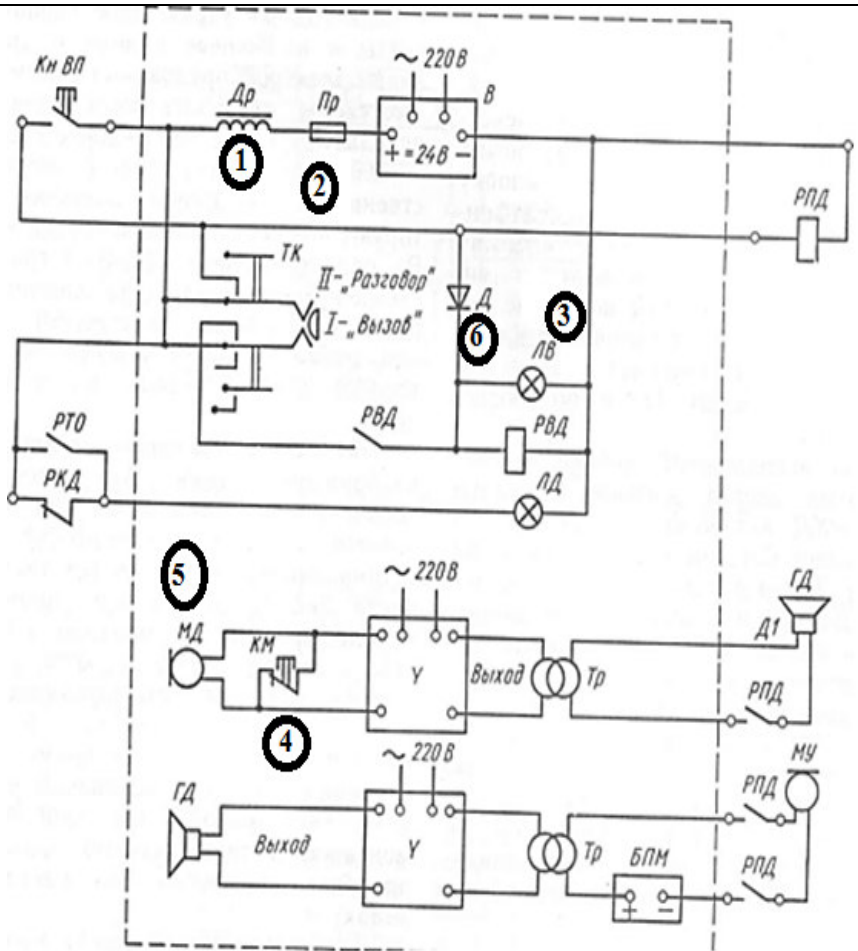 Кн ВП
Др
Пр
~ 220 В
В
+ = 24В −
1
2
РПД
ТК
II-„Разговор"
I-„Вызов"
Д
3
6
ЛВ
РВД
РВД
РТО
РКД
ЛД
5
~ 220 В
ГД
МД
КМ
Д1
У
Выход
Тр
РПД
4
~ 220 В
МУ
ГД
РПД
Выход
У
Тр
БПМ
РПД
+ −